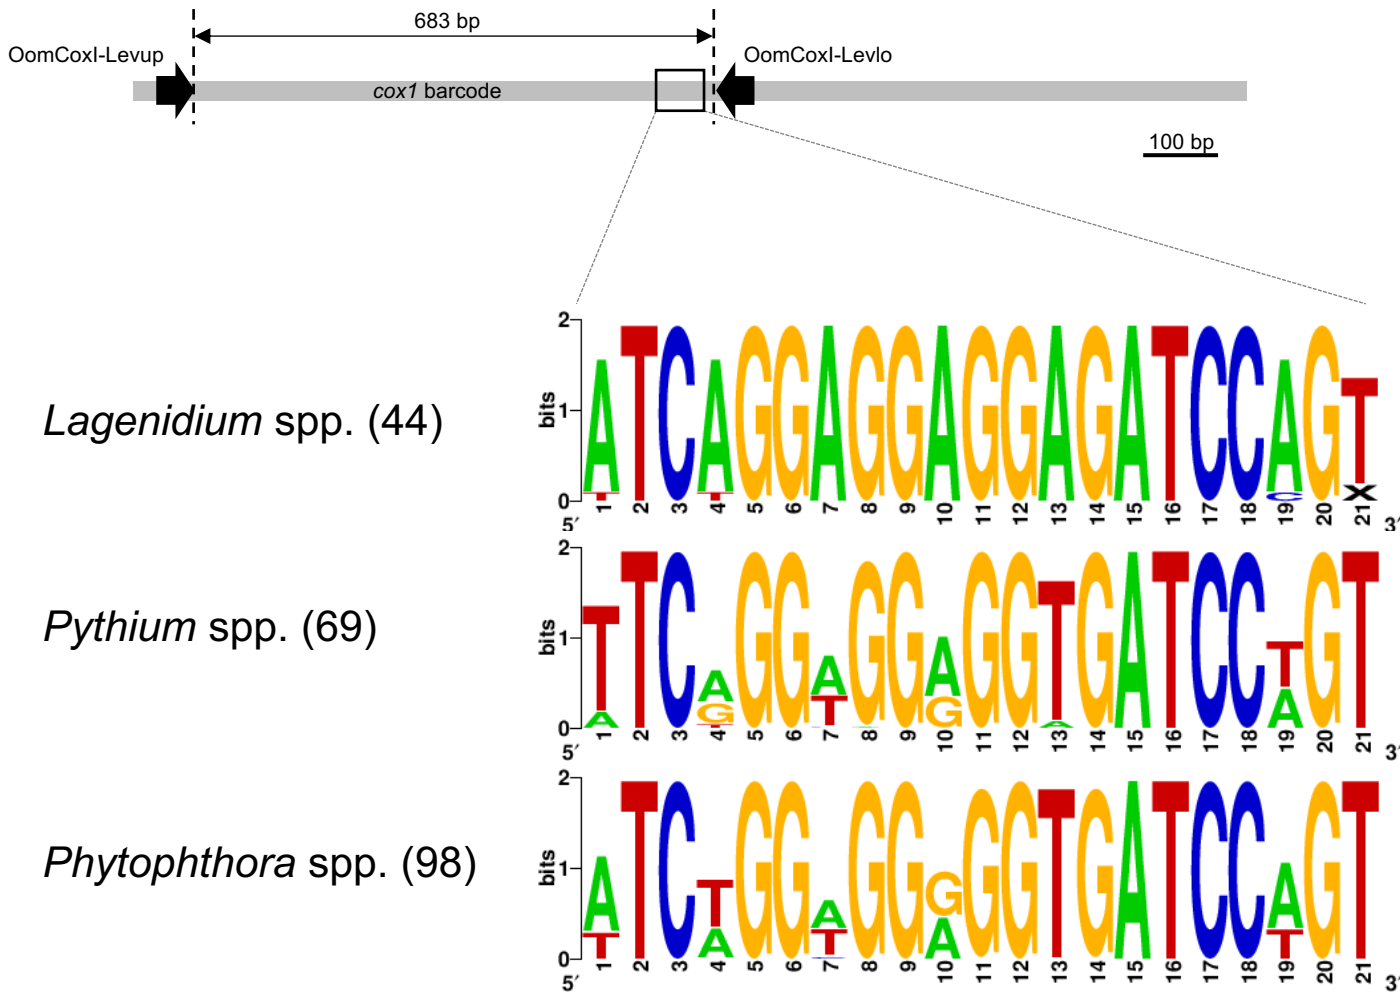 683 bp
OomCoxI-Levup
OomCoxI-Levlo
cox1 barcode
100 bp
Lagenidium spp. (44)
2
bits
1
0
ATCAGGAGGAGGAGATCCAGT
T T C X
1 2 3 4 5 6 7 8 9 10 11 12 13 14 15 16 17 18 19 20 21
5′ 3′
Pythium spp. (69)
2
bits
1
0
TTCAGGAGGAGGTGATCCTGT
A G T G A A
1 2 3 4 5 6 7 8 9 10 11 12 13 14 15 16 17 18 19 20 21
5′ 3′
Phytophthora spp. (98)
2
bits
1
0
ATCTGGAGGGGGTGATCCAGT
T A T A T
1 2 3 4 5 6 7 8 9 10 11 12 13 14 15 16 17 18 19 20 21
5′ 3′